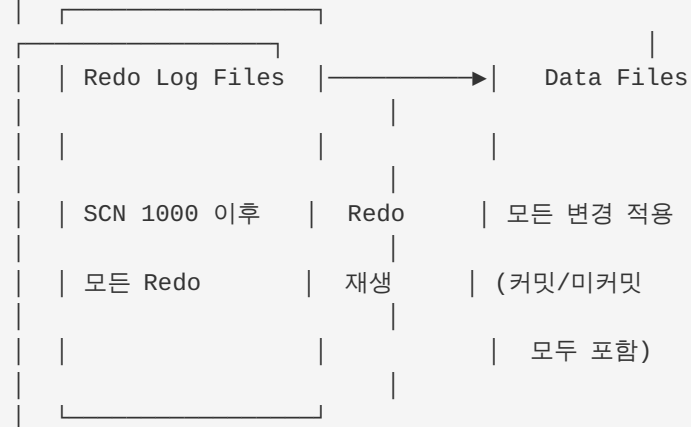 Redo Log Files Data Files
SCN 1000 이후 Redo 모든 변경 적용
모든 Redo 재생 (커밋/미커밋
모두 포함)